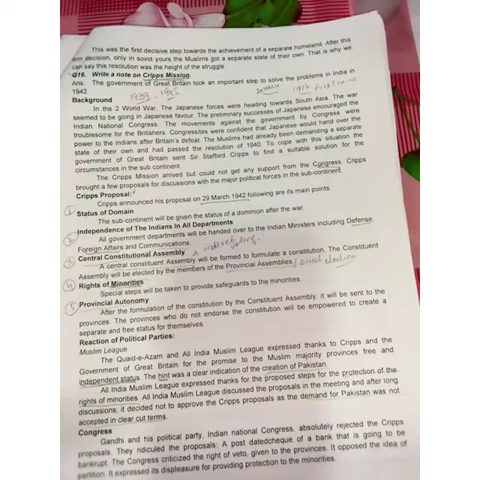 This was the first decisive step towards the achievement of a separate homeland. After this
decision, only in sovot yours the Muslims got a separate state of their own. That is why we
can say this resolution was the height of the struggle
Q16. Write a note on Cripps Mission.
Ans The government of Great Britain took an important step to solve the problems in India in
1942
1939 - 1945
1914
Background
In the 2 World War. The Japanese forces were heading towards South Asia. The war
seemed to be going in Japanese favour. The preliminary successes of Japanese encouraged the
Indian National Congress. The movements against the government by Congress were
troublesome for the Britishers. Congressites were confident that Japanese would hand over the
power to the Indians after Britain's defeat. The Muslims had already been demanding a separate
state of their own and had passed the resolution of 1940. To cope with this situation the
government of Great Britain sent Sir Stafford Cripps to find a suitable solution for the
circumstances in the sub continent.
The Cripps Mission arrived but could not get any support from the Congress. Cripps
brought a few proposals for discussions with the major political forces in the sub-continent
Cripps Proposal:
Cripps announced his proposal on 29 March 1942 following are its main points.
1 Status of Domain
The sub-continent will be given the status of a dominion after the war.
2 Independence of The Indians In All Departments
All government departments will be handed over to the Indian Ministers including Defense,
Foreign Affairs and Communications.
3 Central Constitutional Assembly
A central constituent Assembly will be formed to formulate a constitution. The Constituent
Assembly will be elected by the members of the Provincial Assemblies / Direct election
4 Rights of Minorities
Special steps will be taken to provide safeguards to the minorities.
5 Provincial Autonomy
After the formulation of the constitution by the Constituent Assembly, it will be sent to the
provinces. The provinces who do not endorse the constitution will be empowered to create a
separate and free status for themselves
Reaction of Political Parties:
Muslim League
The Quaid-e-Azam and All India Muslim League expressed thanks to Cripps and the
Government of Great Britain for the promise to the Muslim majority provinces free and
independent status. The hint was a clear indication of the creation of Pakistan.
All India Muslim League expressed thanks for the proposed steps for the protection of the
rights of minorities. All India Muslim League discussed the proposals in the meeting and after long
discussions, it decided not to approve the Cripps proposals as the demand for Pakistan was not
accepted in clear cut terms.
Congress
Gandhi and his political party, Indian national Congress, absolutely rejected the Cripps
proposals. They ridiculed the proposals: A post datedcheque of a bank that is going to be
bankrupt. The Congress criticized the right of veto, given to the provinces. It opposed the idea of
partition. It expressed its displeasure for providing protection to the minorities.